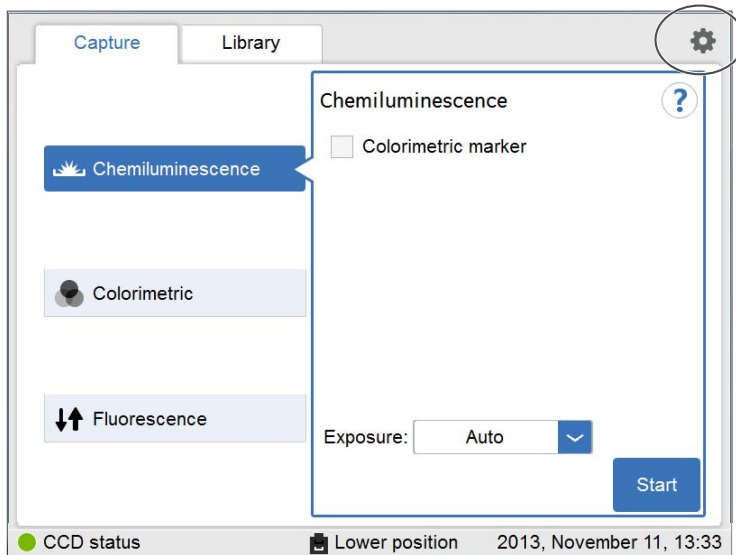 Capture
Library
Chemiluminescence
?
Colorimetric marker
Chemiluminescence
Colorimetric
Fluorescence
Exposure:
Auto
Start
CCD status
Lower position
2013, November 11, 13:33